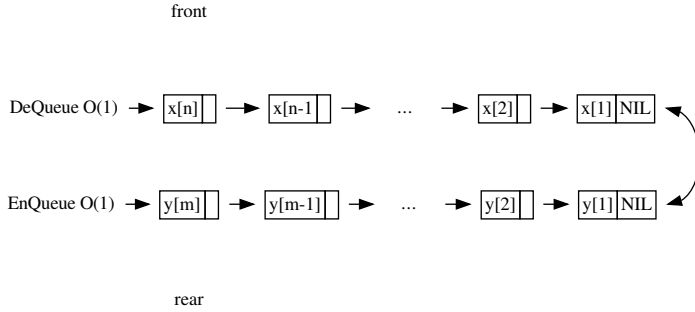 front
DeQueue O(1) x[n] x[n-1 ... x[2] x[1] NIL
EnQueue O(1) y[m] y[m-1] ... y[2] y[1] NIL
rear